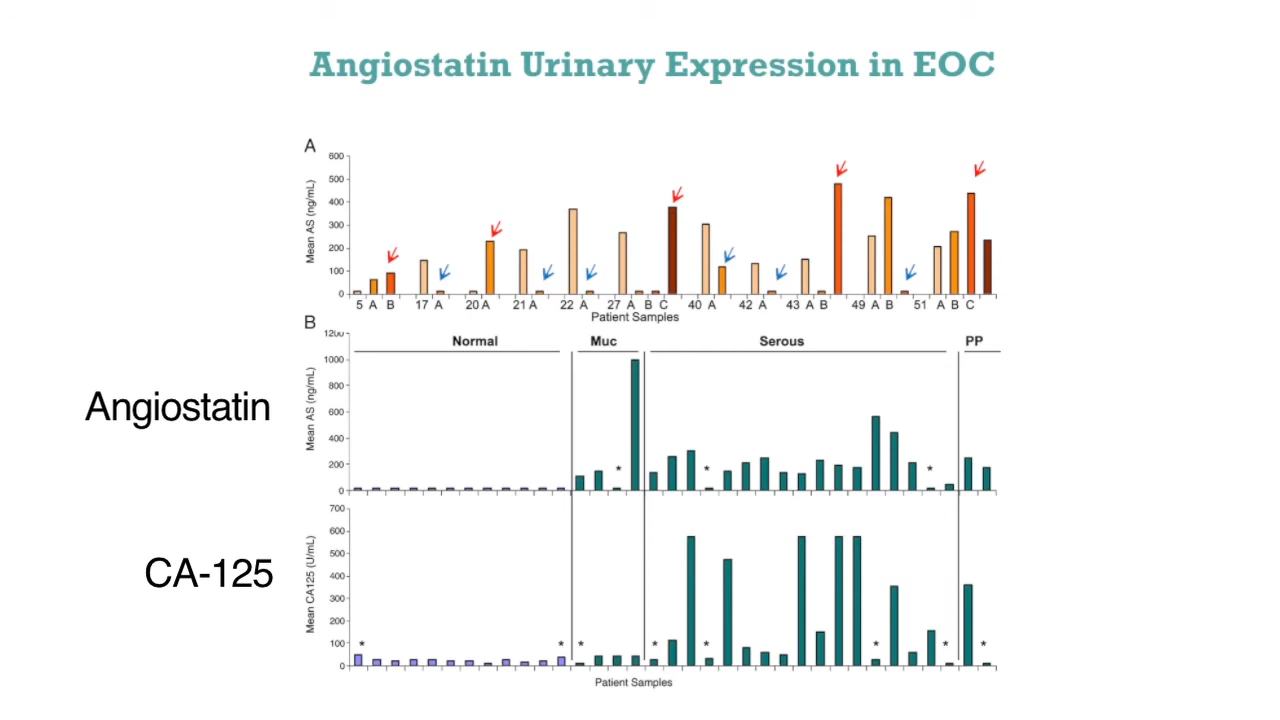 Angiostatin Urinary Expression in EOC
A
600
500
400
300
200
100
0
Mean AS (ng/mL)
5 A B 17 A 20 A 21 A 22 A 27 A B C 40 A 42 A 43 A B 49 A B 51 A B C
Patient Samples
B
Normal Muc Serous PP
1200
1000
800
600
400
200
0
Mean AS (ng/mL)
* * *
Angiostatin
700
600
500
400
300
200
100
0
Mean CA125 (U/mL)
* * * * * * * *
CA-125
Patient Samples